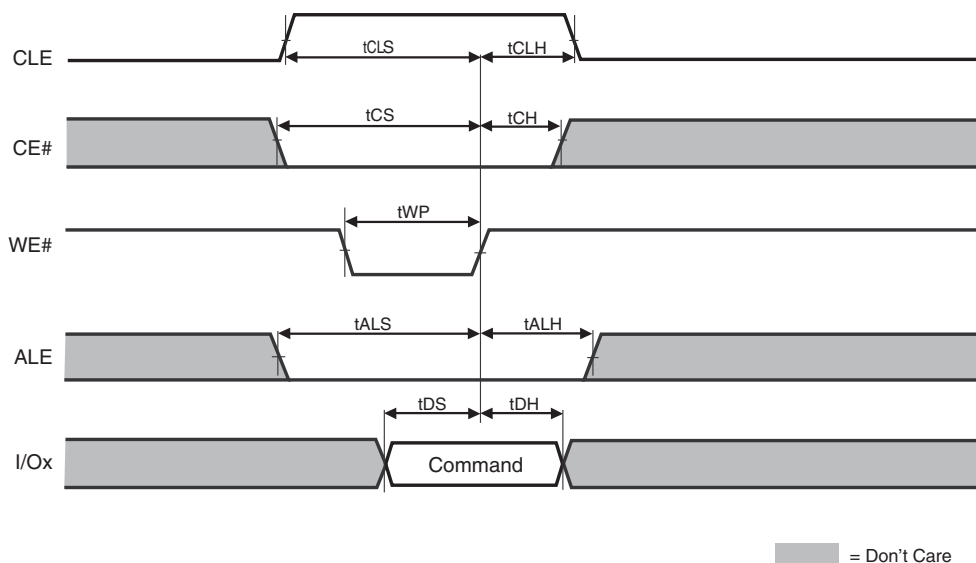 CLE
tCLS
tCLH
CE#
tCS
tCH
WE#
tWP
ALE
tALS
tALH
I/Ox
tDS
tDH
Command
= Don't Care